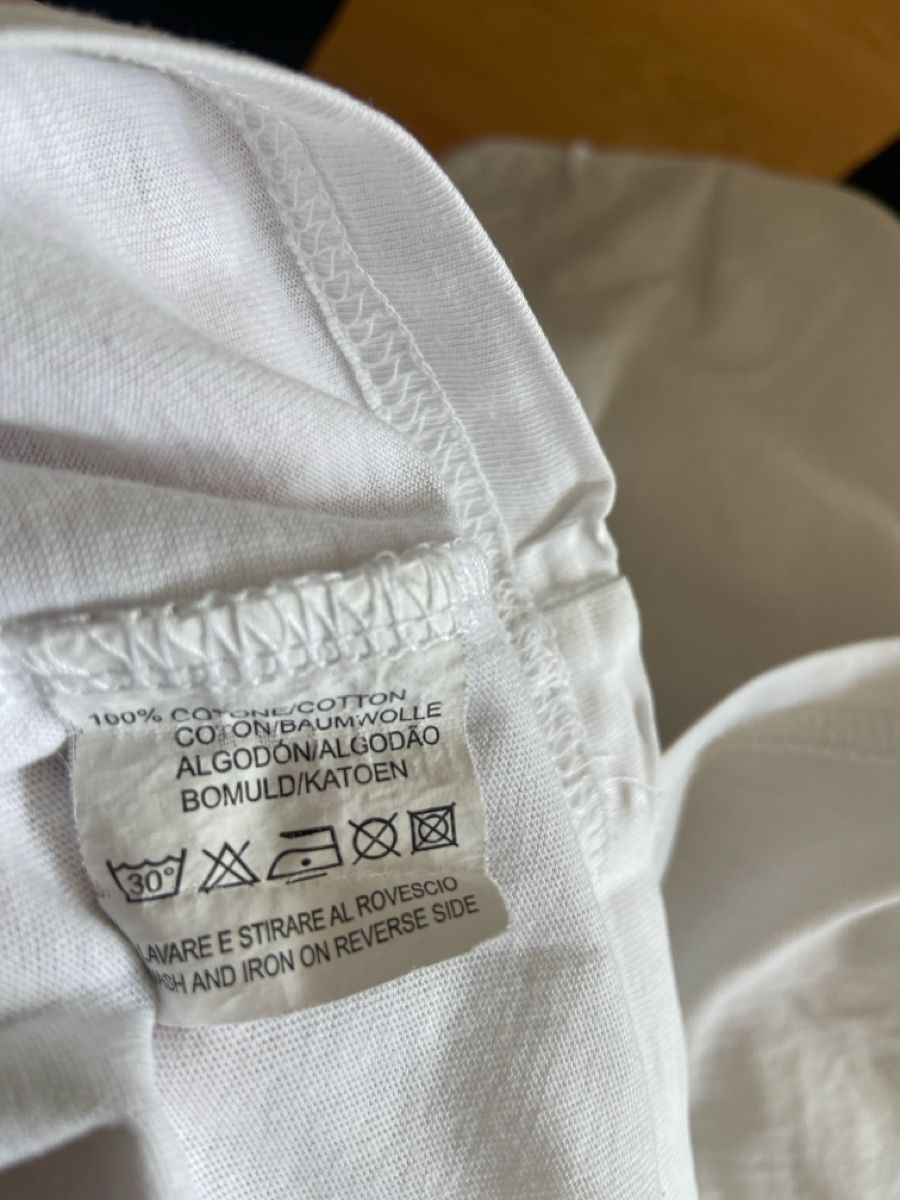 100% COTONE/COTTON
COTON/BAUMWOLLE
ALGODÓN/ALGODÃO
BOMULD/KATOEN
30°
LAVARE E STIRARE AL ROVESCIO
WASH AND IRON ON REVERSE SIDE